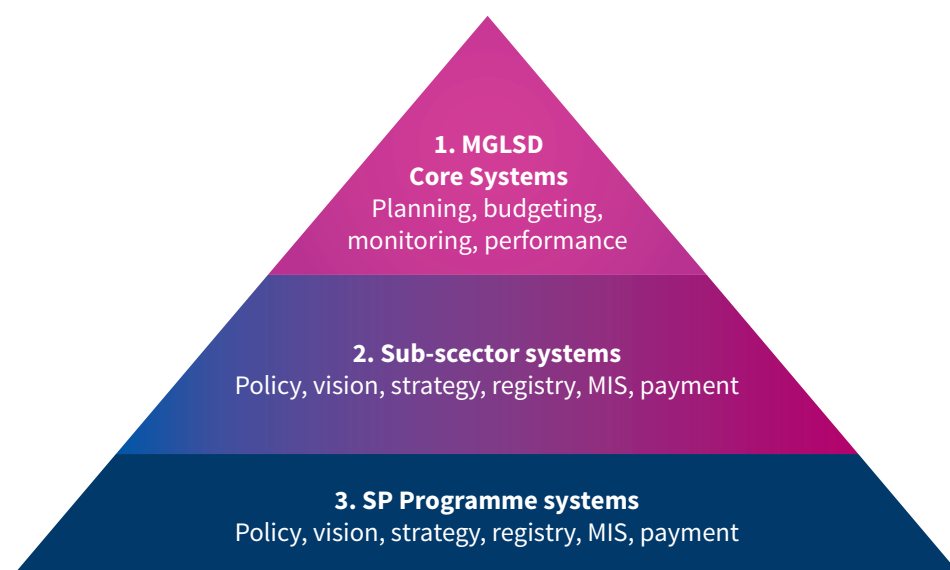 1. MGLSD
Core Systems
Planning, budgeting,
monitoring, performance
2. Sub-scector systems
Policy, vision, strategy, registry, MIS, payment
3. SP Programme systems
Policy, vision, strategy, registry, MIS, payment